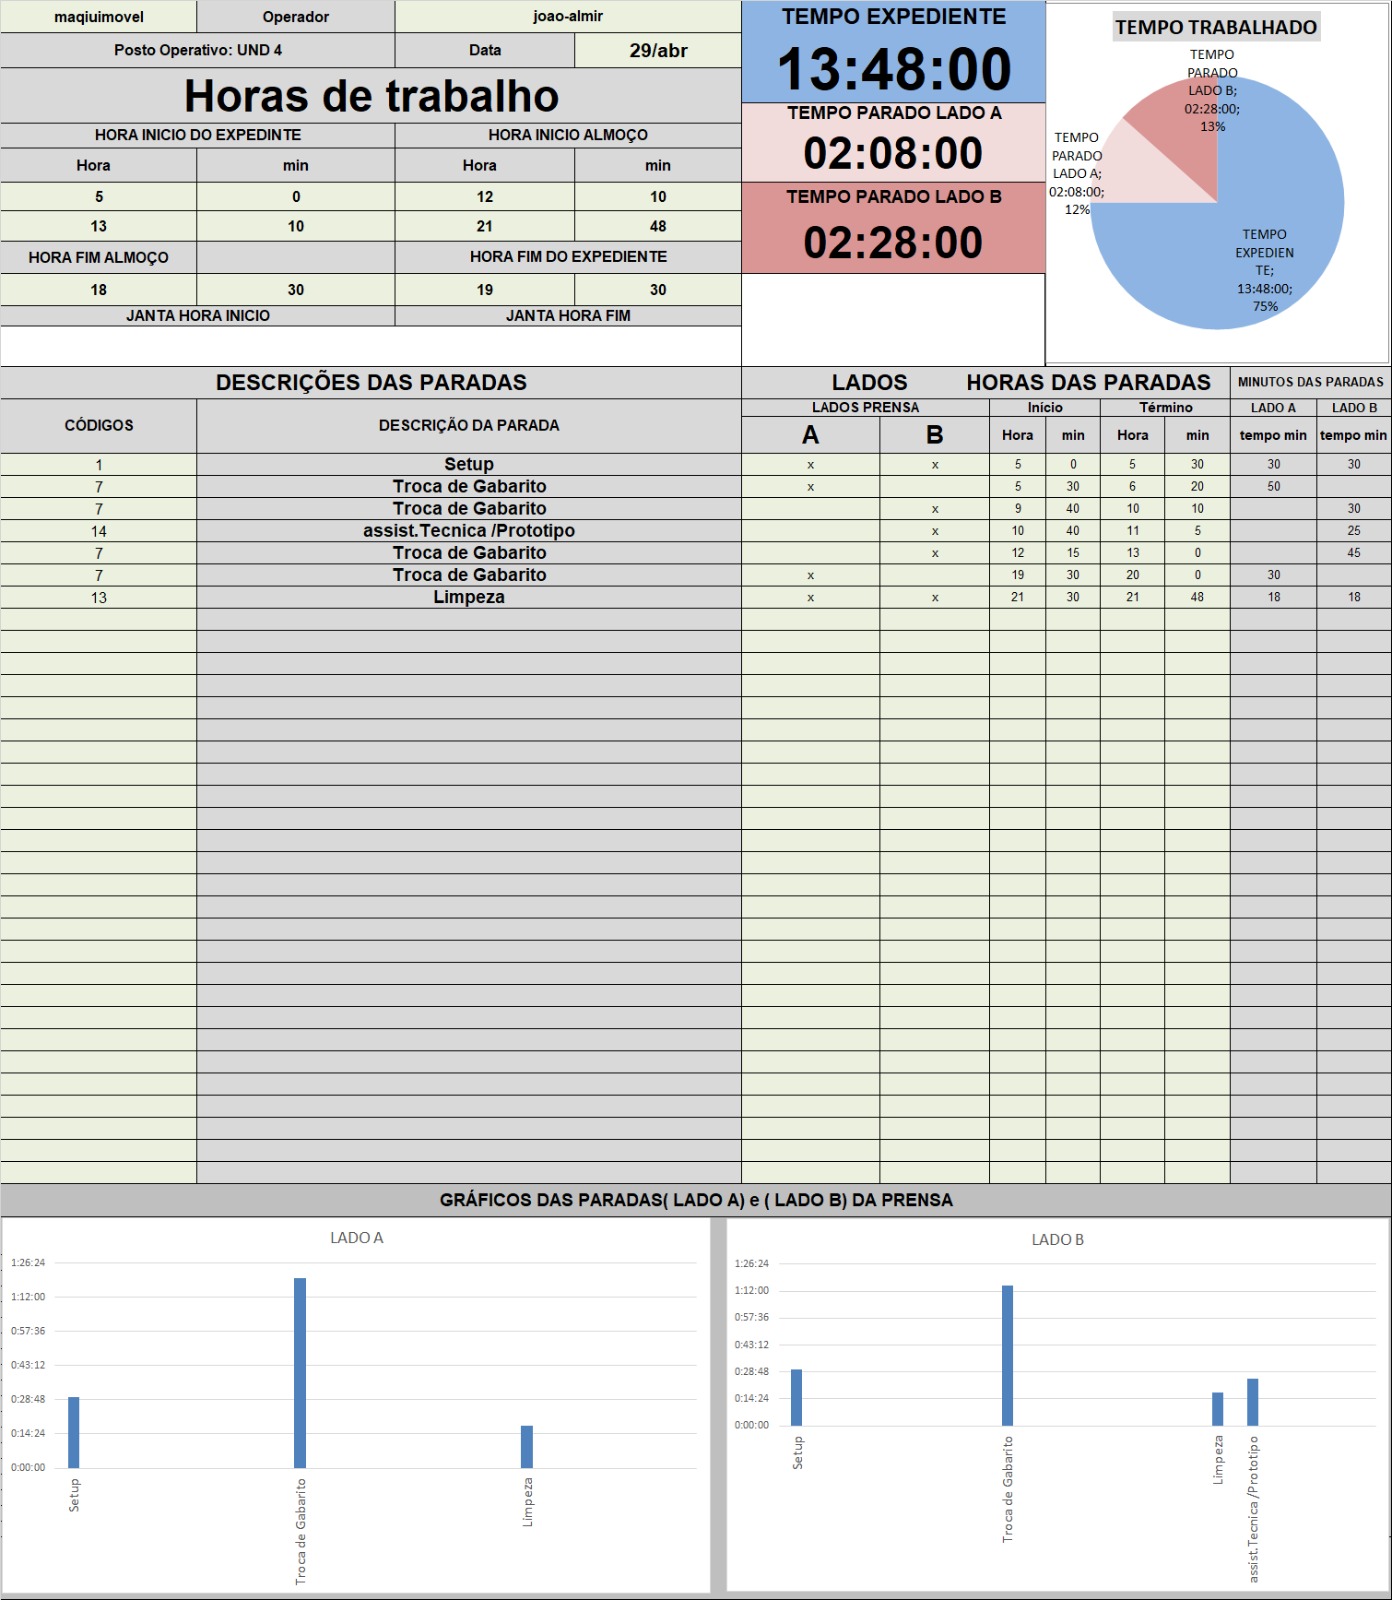 maqiuimovel Operador joao-almir
Posto Operativo: UND 4 Data 29/abr
Horas de trabalho
HORA INICIO DO EXPEDINTE HORA INICIO ALMOÇO
Hora min Hora min
5 0 12 10
13 10 21 48
HORA FIM ALMOÇO HORA FIM DO EXPEDIENTE
18 30 19 30
JANTA HORA INICIO JANTA HORA FIM
TEMPO EXPEDIENTE
13:48:00
TEMPO PARADO LADO A
02:08:00
TEMPO PARADO LADO B
02:28:00
TEMPO TRABALHADO
TEMPO
PARADO
LADO B;
02:28:00;
13%
TEMPO
PARADO
LADO A;
02:08:00;
12%
TEMPO
EXPEDIEN
TE;
13:48:00;
75%
DESCRIÇÕES DAS PARADAS LADOS HORAS DAS PARADAS MINUTOS DAS PARADAS
CÓDIGOS DESCRIÇÃO DA PARADA LADOS PRENSA Início Término LADO A LADO B
A B Hora min Hora min tempo min tempo min
1 Setup x x 5 0 5 30 30 30
7 Troca de Gabarito x 5 30 6 20 50
7 Troca de Gabarito x 9 40 10 10 30
14 assist.Tecnica /Prototipo x 10 40 11 5 25
7 Troca de Gabarito x 12 15 13 0 45
7 Troca de Gabarito x 19 30 20 0 30
13 Limpeza x x 21 30 21 48 18 18
GRÁFICOS DAS PARADAS( LADO A) e ( LADO B) DA PRENSA
LADO A
1:26:24
1:12:00
0:57:36
0:43:12
0:28:48
0:14:24
0:00:00
Setup
Troca de Gabarito
Limpeza
LADO B
1:26:24
1:12:00
0:57:36
0:43:12
0:28:48
0:14:24
0:00:00
Setup
Troca de Gabarito
Limpeza
assist.Tecnica /Prototipo